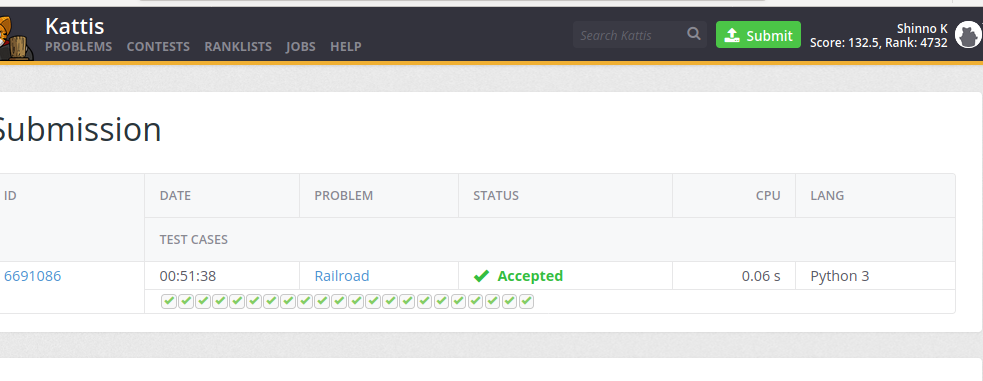 Kattis
PROBLEMS CONTESTS RANKLISTS JOBS HELP
Search Kattis
Submit
Shinno K
Score: 132.5, Rank: 4732
Submission
ID DATE PROBLEM STATUS CPU LANG
TEST CASES
6691086 00:51:38 Railroad Accepted 0.06 s Python 3